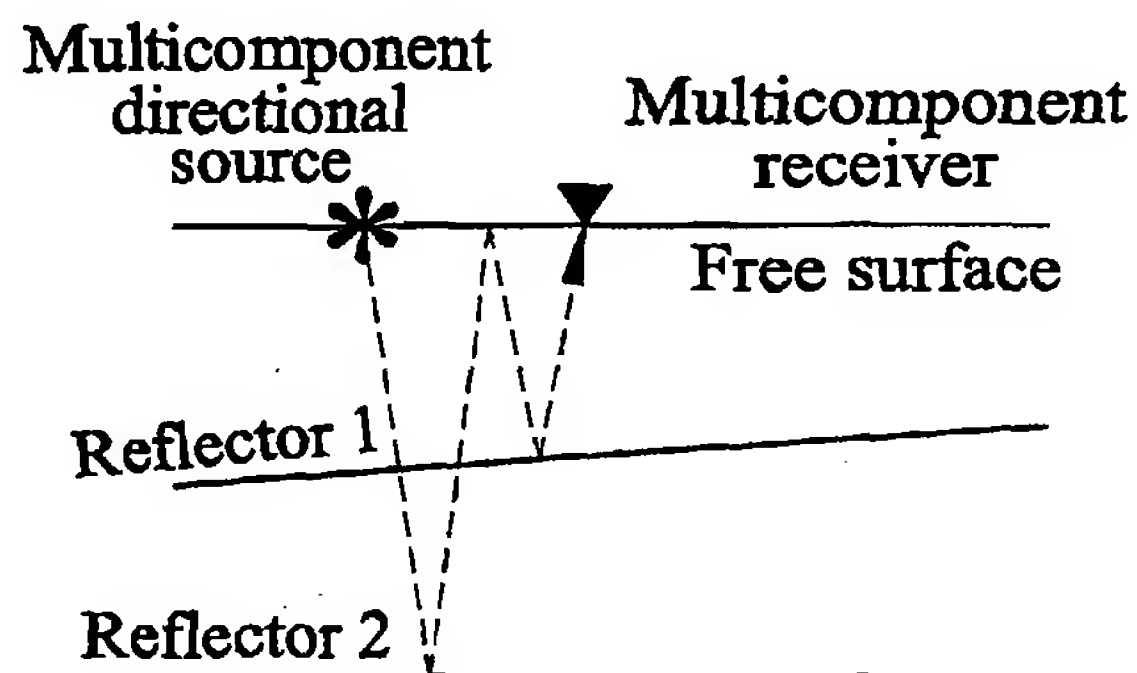 Multicomponent
directional
source
Multicomponent
receiver
Free surface
Reflector 1
Reflector 2